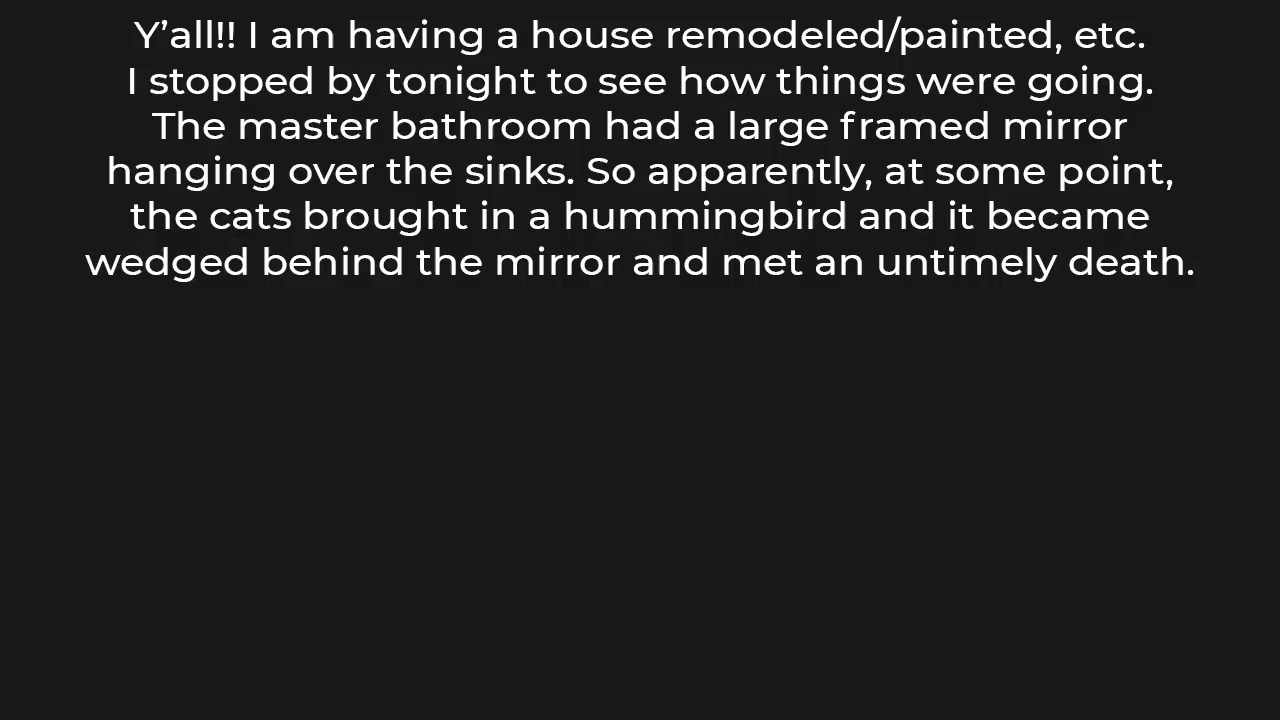 Y’all!! I am having a house remodeled/painted, etc.
I stopped by tonight to see how things were going.
The master bathroom had a large framed mirror
hanging over the sinks. So apparently, at some point,
the cats brought in a hummingbird and it became
wedged behind the mirror and met an untimely death.